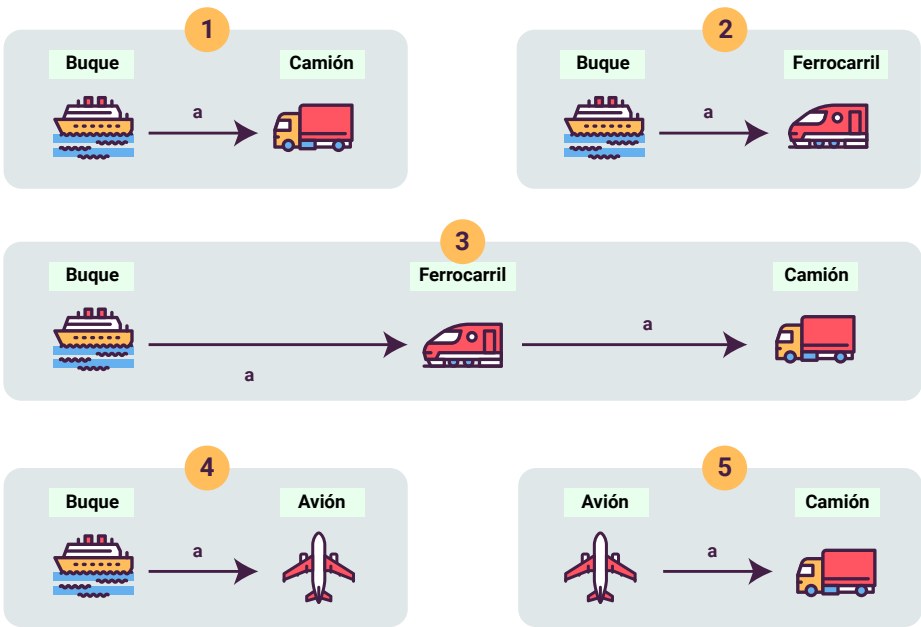 1
Buque
Camión
a
2
Buque
Ferrocarril
a
3
Buque
Ferrocarril
Camión
a
a
4
Buque
Avión
a
5
Avión
Camión
a